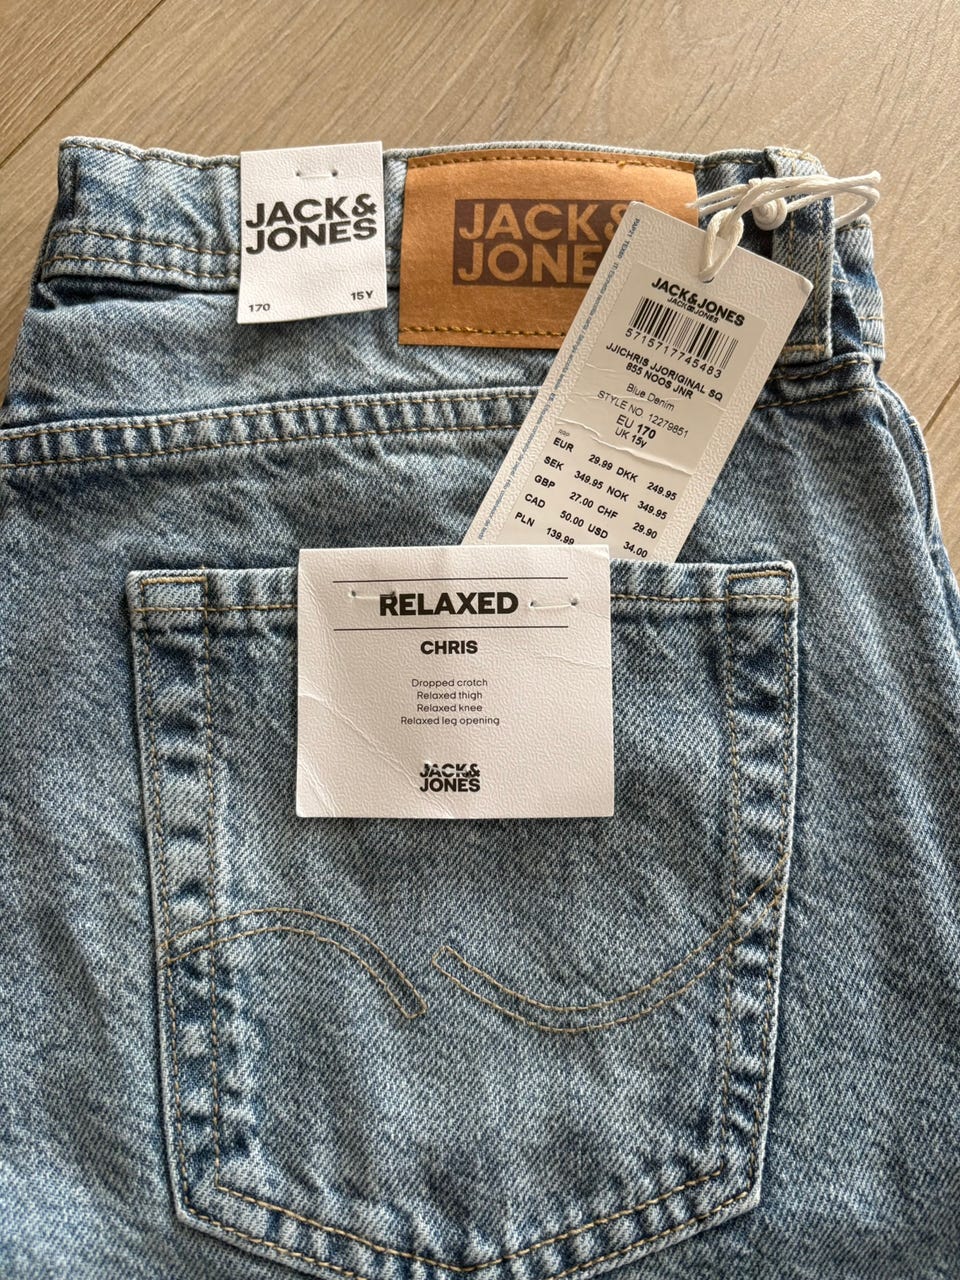 JACK&
JONES
170 15Y
JACK&
JONE
JACK&JONES
JACK&JONES
5715717745483
JJICHRIS JJORIGINAL SQ
855 NOOS JNR
Blue Denim
STYLE NO 12279851
EU 170
UK 15y
EUR 29.99 DKK 249.95
SEK 349.95 NOK 349.95
GBP 27.00 CHF 29.90
CAD 50.00 USD 34.00
PLN 139.99
RELAXED
CHRIS
Dropped crotch
Relaxed thigh
Relaxed knee
Relaxed leg opening
JACK&
JONES